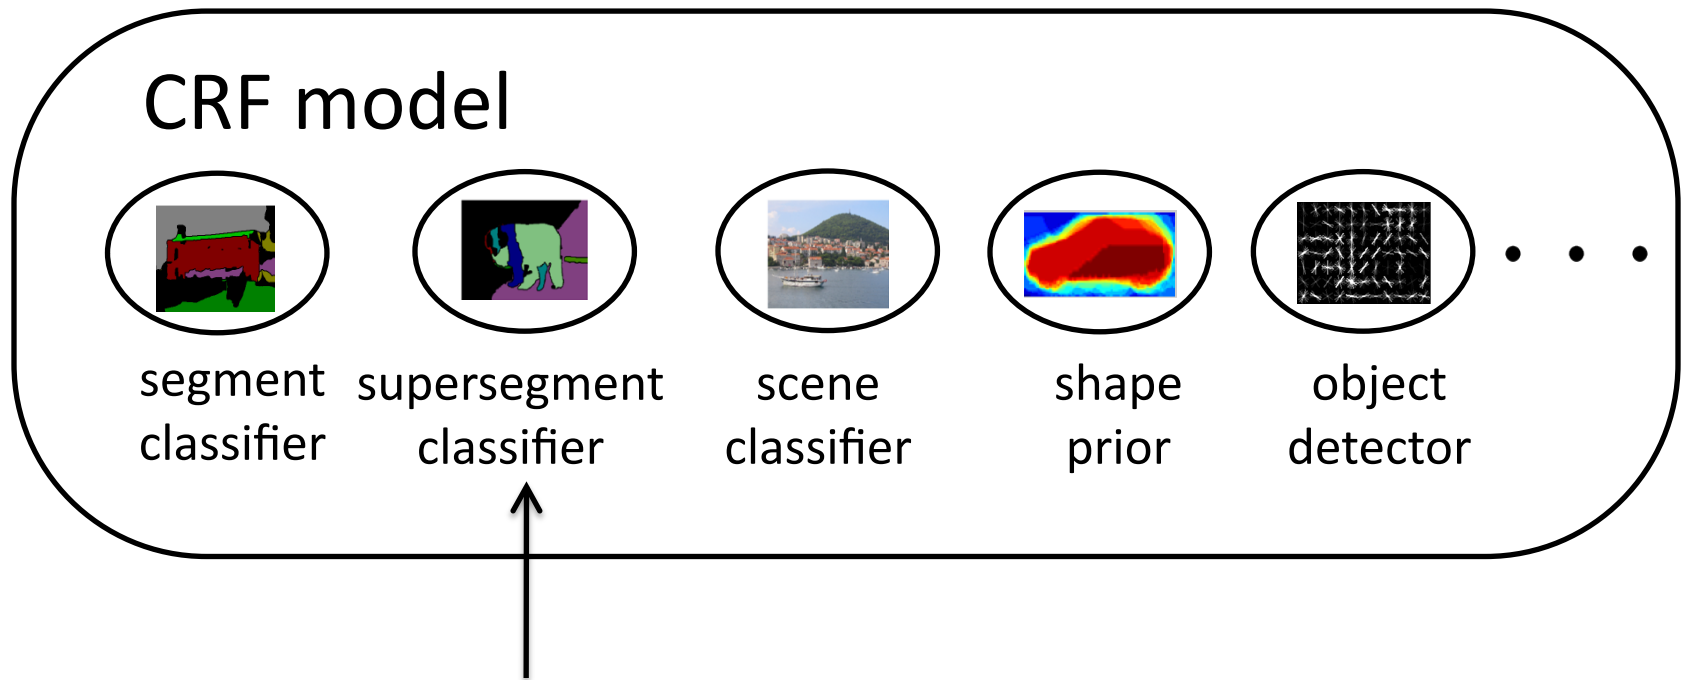 CRF model
segment
classifier
supersegment
classifier
scene
classifier
shape
prior
object
detector